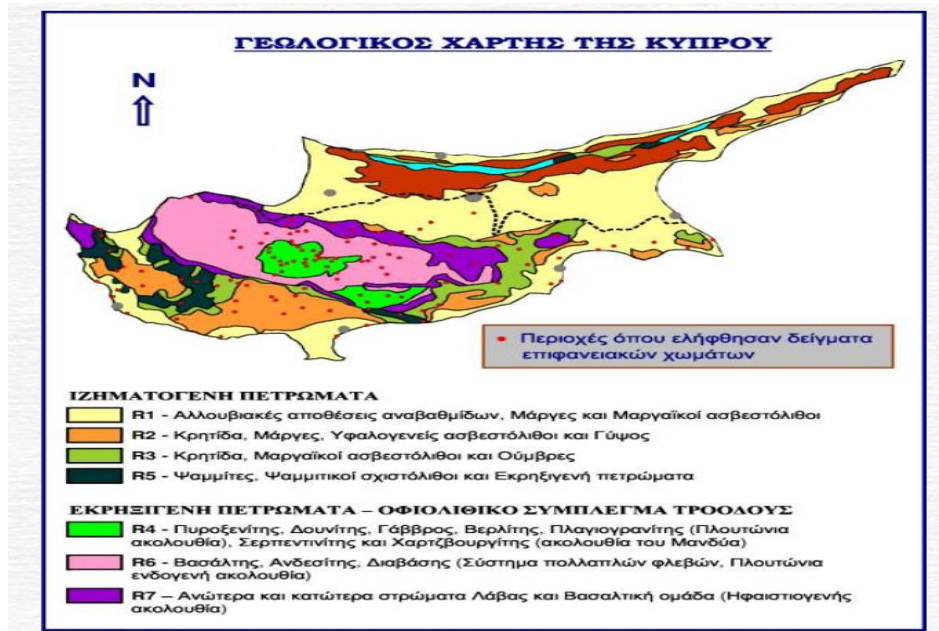 ΓΕΩΛΟΓΙΚΟΣ ΧΑΡΤΗΣ ΤΗΣ ΚΥΠΡΟΥ
N
• Περιοχές όπου ελήφθησαν δείγματα
επιφανειακών χωμάτων
ΙΖΗΜΑΤΟΓΕΝΗ ΠΕΤΡΩΜΑΤΑ
R1 - Αλλουβιακές αποθέσεις αναβαθμίδων, Μάργες και Μαργαϊκοί ασβεστόλιθοι
R2 - Κρητίδα, Μάργες, Υφαλογενείς ασβεστόλιθοι και Γύψος
R3 - Κρητίδα, Μαργαϊκοί ασβεστόλιθοι και Ούμβρες
R5 - Ψαμμίτες, Ψαμμιτικοί σχιστόλιθοι και Εκρηξιγενή πετρώματα
ΕΚΡΗΞΙΓΕΝΗ ΠΕΤΡΩΜΑΤΑ – ΟΦΙΟΛΙΘΙΚΟ ΣΥΜΠΛΕΓΜΑ ΤΡΟΟΔΟΥΣ
R4 - Πυροξενίτης, Δουνίτης, Γάββρος, Βερλίτης, Πλαγιογρανίτης (Πλουτώνια
ακολουθία), Σερπεντινίτης και Χαρτζβουργίτης (ακολουθία του Μανδύα)
R6 - Βασάλτης, Ανδεσίτης, Διαβάσης (Σύστημα πολλαπλών φλεβών, Πλουτώνια
ενδογενή ακολουθία)
R7 – Ανώτερα και κατώτερα στρώματα Λάβας και Βασαλτική ομάδα (Ηφαιστιογενής
ακολουθία)